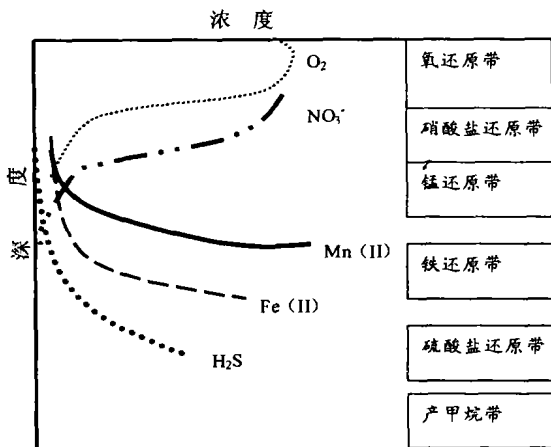 浓 度
O₂
氧还原带
NO₃⁻
硝酸盐还原带
锰还原带
深 度
Mn（II）
铁还原带
Fe（II）
硫酸盐还原带
H₂S
产甲烷带